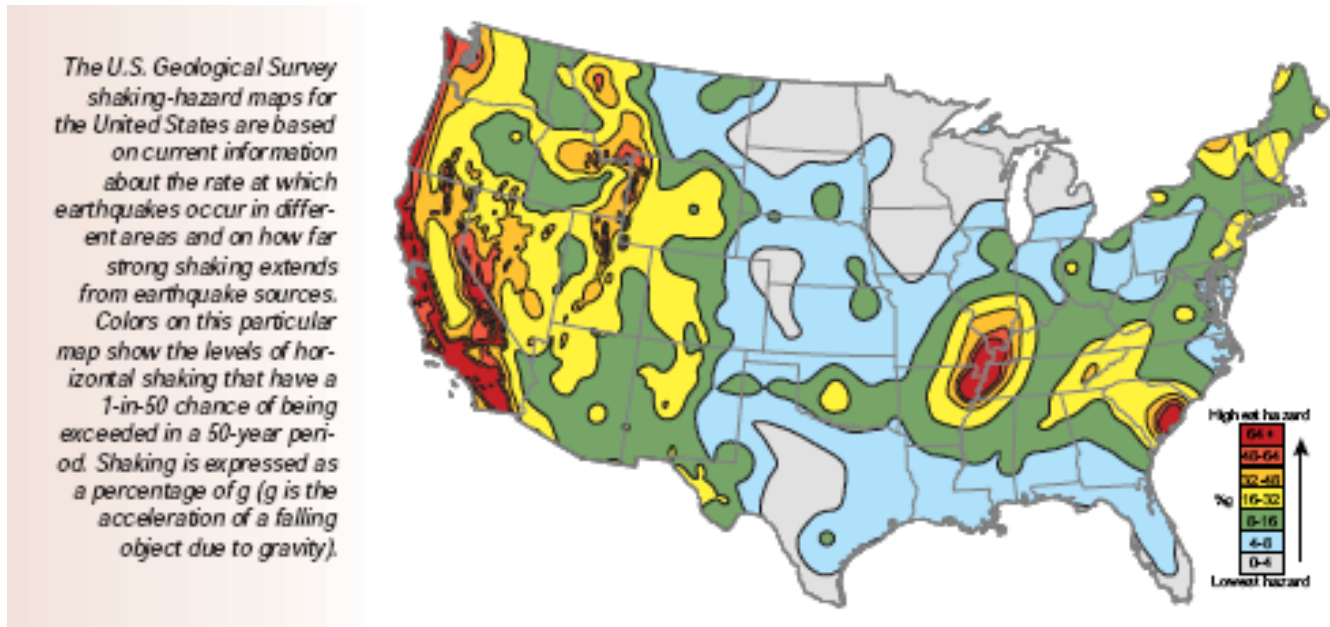 The U.S. Geological Survey
shaking-hazard maps for
the United States are based
on current information
about the rate at which
earthquakes occur in differ-
ent areas and on how far
strong shaking extends
from earthquake sources.
Colors on this particular
map show the levels of hor-
izontal shaking that have a
1-in-50 chance of being
exceeded in a 50-year peri-
od. Shaking is expressed as
a percentage of g (g is the
acceleration of a falling
object due to gravity).
Highest hazard
64+
48-64
32-48
%g 16-32
8-16
4-8
0-4
Lowest hazard